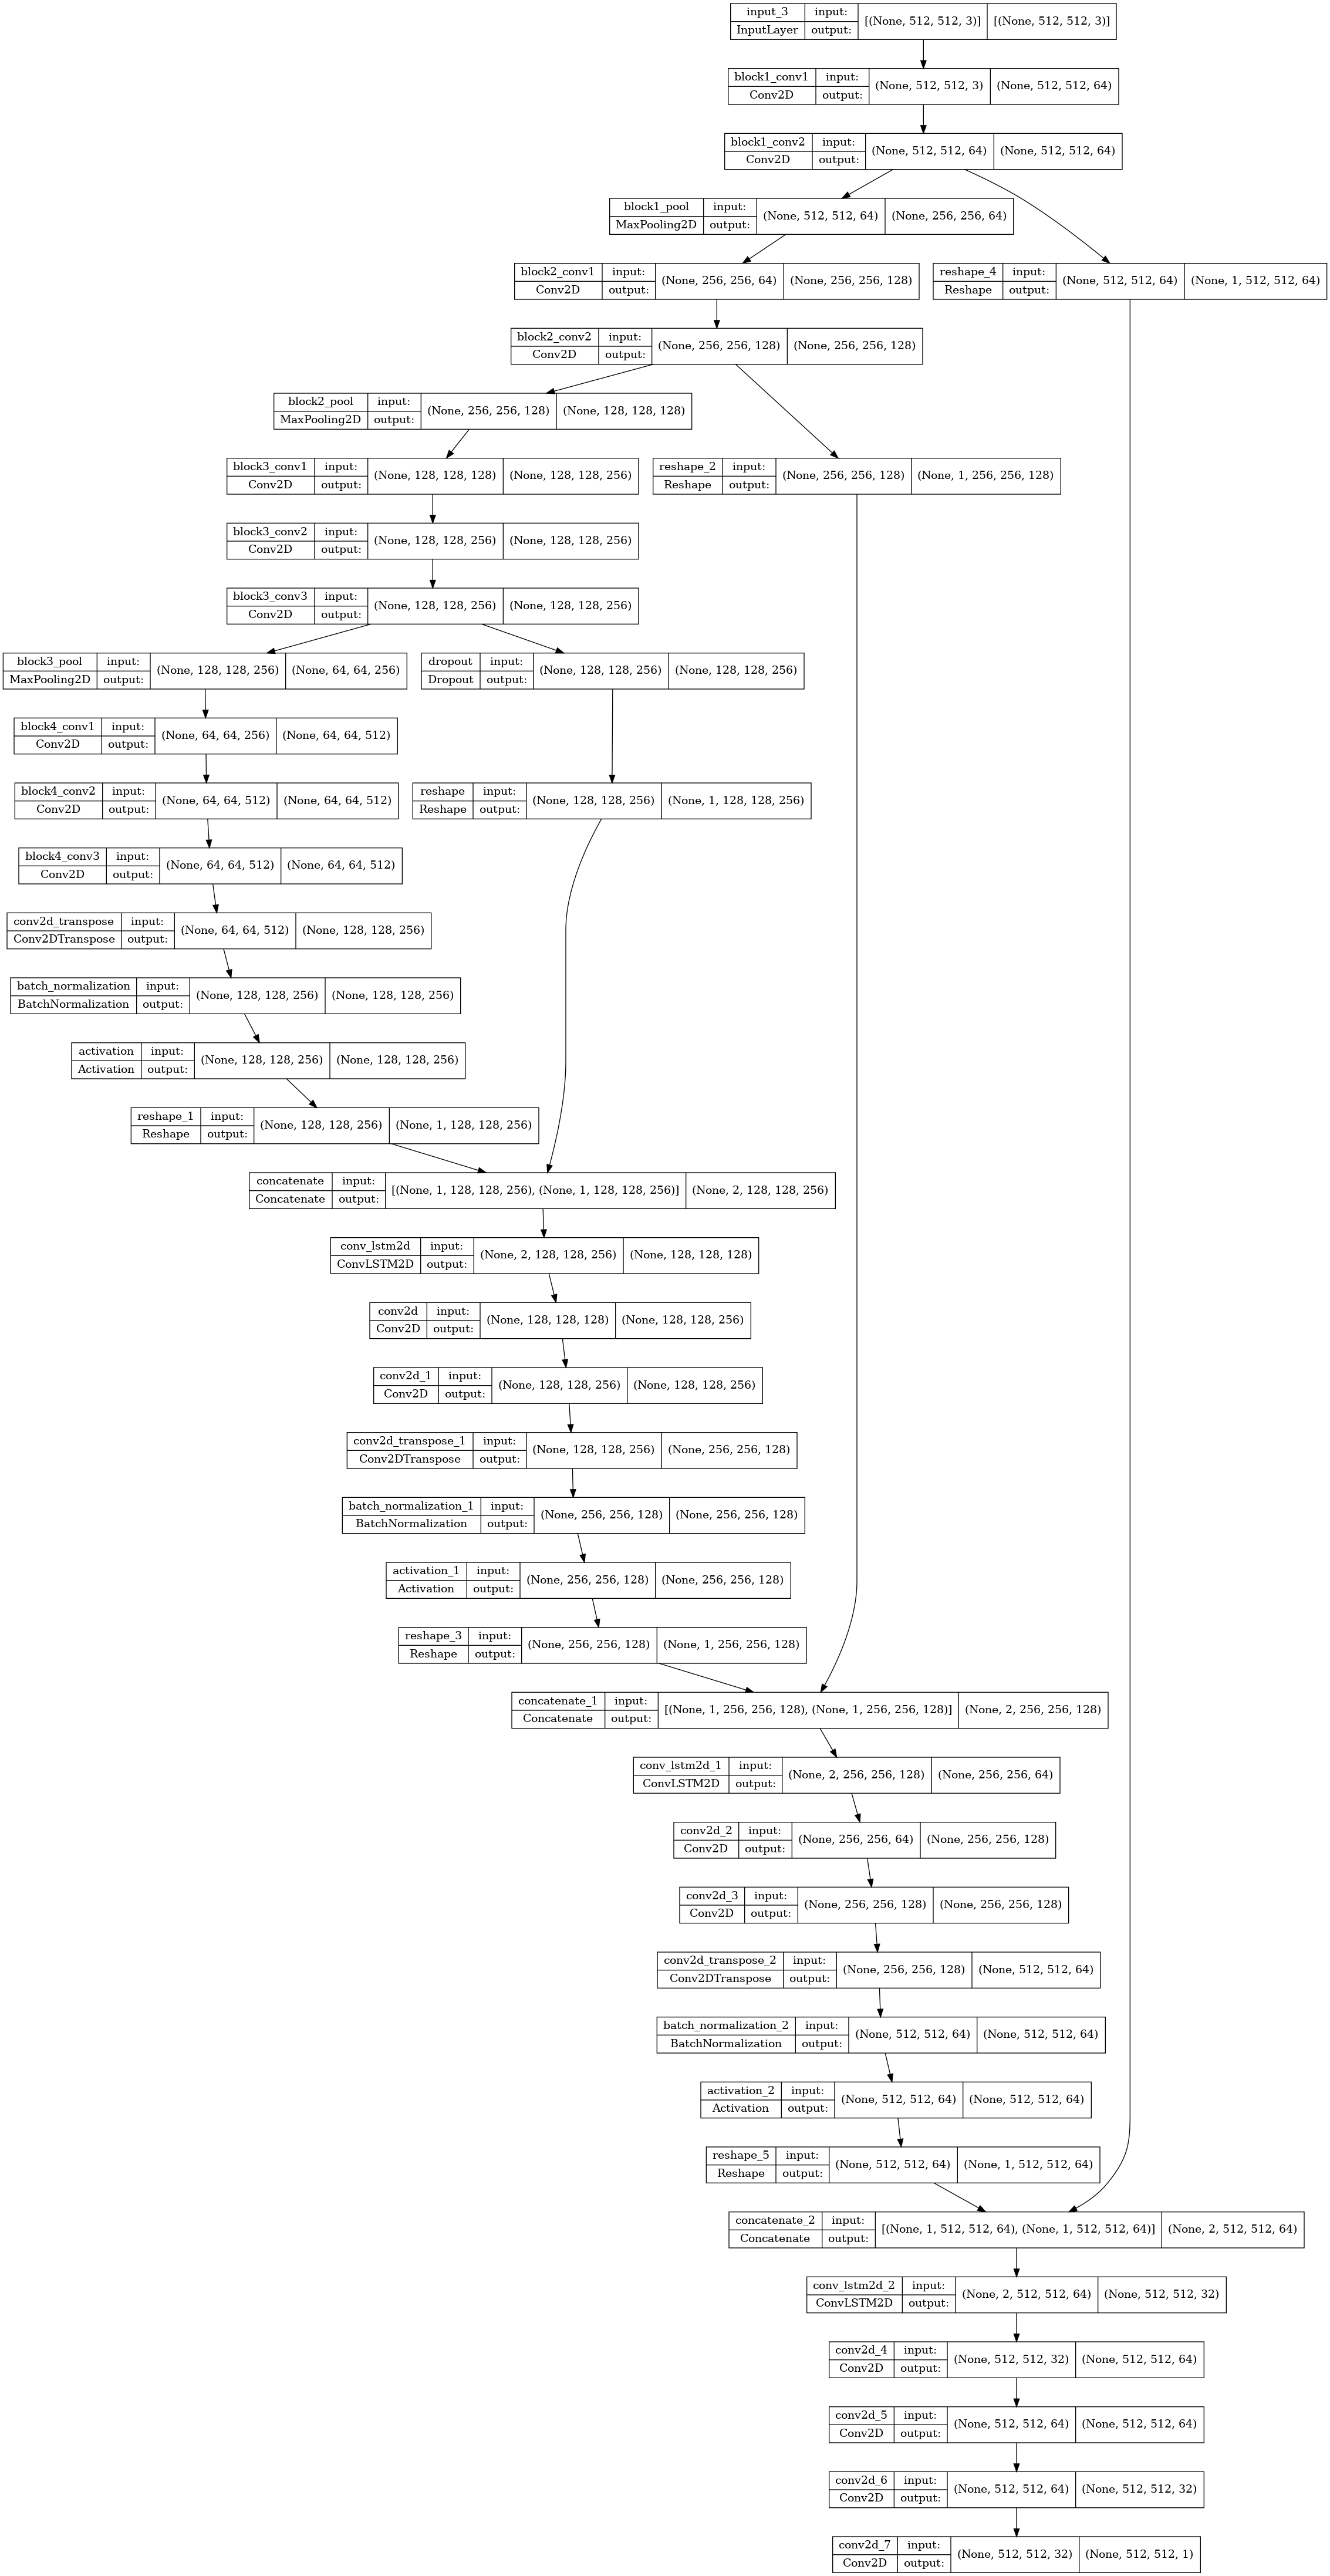 input_3 input: [(None, 512, 512, 3)] [(None, 512, 512, 3)]
InputLayer output:
block1_conv1 input: (None, 512, 512, 3) (None, 512, 512, 64)
Conv2D output:
block1_conv2 input: (None, 512, 512, 64) (None, 512, 512, 64)
Conv2D output:
block1_pool input: (None, 512, 512, 64) (None, 256, 256, 64)
MaxPooling2D output:
block2_conv1 input: (None, 256, 256, 64) (None, 256, 256, 128)
Conv2D output:
reshape_4 input: (None, 512, 512, 64) (None, 1, 512, 512, 64)
Reshape output:
block2_conv2 input: (None, 256, 256, 128) (None, 256, 256, 128)
Conv2D output:
block2_pool input: (None, 256, 256, 128) (None, 128, 128, 128)
MaxPooling2D output:
block3_conv1 input: (None, 128, 128, 128) (None, 128, 128, 256)
Conv2D output:
reshape_2 input: (None, 256, 256, 128) (None, 1, 256, 256, 128)
Reshape output:
block3_conv2 input: (None, 128, 128, 256) (None, 128, 128, 256)
Conv2D output:
block3_conv3 input: (None, 128, 128, 256) (None, 128, 128, 256)
Conv2D output:
block3_pool input: (None, 128, 128, 256) (None, 64, 64, 256)
MaxPooling2D output:
dropout input: (None, 128, 128, 256) (None, 128, 128, 256)
Dropout output:
block4_conv1 input: (None, 64, 64, 256) (None, 64, 64, 512)
Conv2D output:
block4_conv2 input: (None, 64, 64, 512) (None, 64, 64, 512)
Conv2D output:
reshape input: (None, 128, 128, 256) (None, 1, 128, 128, 256)
Reshape output:
block4_conv3 input: (None, 64, 64, 512) (None, 64, 64, 512)
Conv2D output:
conv2d_transpose input: (None, 64, 64, 512) (None, 128, 128, 256)
Conv2DTranspose output:
batch_normalization input: (None, 128, 128, 256) (None, 128, 128, 256)
BatchNormalization output:
activation input: (None, 128, 128, 256) (None, 128, 128, 256)
Activation output:
reshape_1 input: (None, 128, 128, 256) (None, 1, 128, 128, 256)
Reshape output:
concatenate input: [(None, 1, 128, 128, 256), (None, 1, 128, 128, 256)] (None, 2, 128, 128, 256)
Concatenate output:
conv_lstm2d input: (None, 2, 128, 128, 256) (None, 128, 128, 128)
ConvLSTM2D output:
conv2d input: (None, 128, 128, 128) (None, 128, 128, 256)
Conv2D output:
conv2d_1 input: (None, 128, 128, 256) (None, 128, 128, 256)
Conv2D output:
conv2d_transpose_1 input: (None, 128, 128, 256) (None, 256, 256, 128)
Conv2DTranspose output:
batch_normalization_1 input: (None, 256, 256, 128) (None, 256, 256, 128)
BatchNormalization output:
activation_1 input: (None, 256, 256, 128) (None, 256, 256, 128)
Activation output:
reshape_3 input: (None, 256, 256, 128) (None, 1, 256, 256, 128)
Reshape output:
concatenate_1 input: [(None, 1, 256, 256, 128), (None, 1, 256, 256, 128)] (None, 2, 256, 256, 128)
Concatenate output:
conv_lstm2d_1 input: (None, 2, 256, 256, 128) (None, 256, 256, 64)
ConvLSTM2D output:
conv2d_2 input: (None, 256, 256, 64) (None, 256, 256, 128)
Conv2D output:
conv2d_3 input: (None, 256, 256, 128) (None, 256, 256, 128)
Conv2D output:
conv2d_transpose_2 input: (None, 256, 256, 128) (None, 512, 512, 64)
Conv2DTranspose output:
batch_normalization_2 input: (None, 512, 512, 64) (None, 512, 512, 64)
BatchNormalization output:
activation_2 input: (None, 512, 512, 64) (None, 512, 512, 64)
Activation output:
reshape_5 input: (None, 512, 512, 64) (None, 1, 512, 512, 64)
Reshape output:
concatenate_2 input: [(None, 1, 512, 512, 64), (None, 1, 512, 512, 64)] (None, 2, 512, 512, 64)
Concatenate output:
conv_lstm2d_2 input: (None, 2, 512, 512, 64) (None, 512, 512, 32)
ConvLSTM2D output:
conv2d_4 input: (None, 512, 512, 32) (None, 512, 512, 64)
Conv2D output:
conv2d_5 input: (None, 512, 512, 64) (None, 512, 512, 64)
Conv2D output:
conv2d_6 input: (None, 512, 512, 64) (None, 512, 512, 32)
Conv2D output:
conv2d_7 input: (None, 512, 512, 32) (None, 512, 512, 1)
Conv2D output: